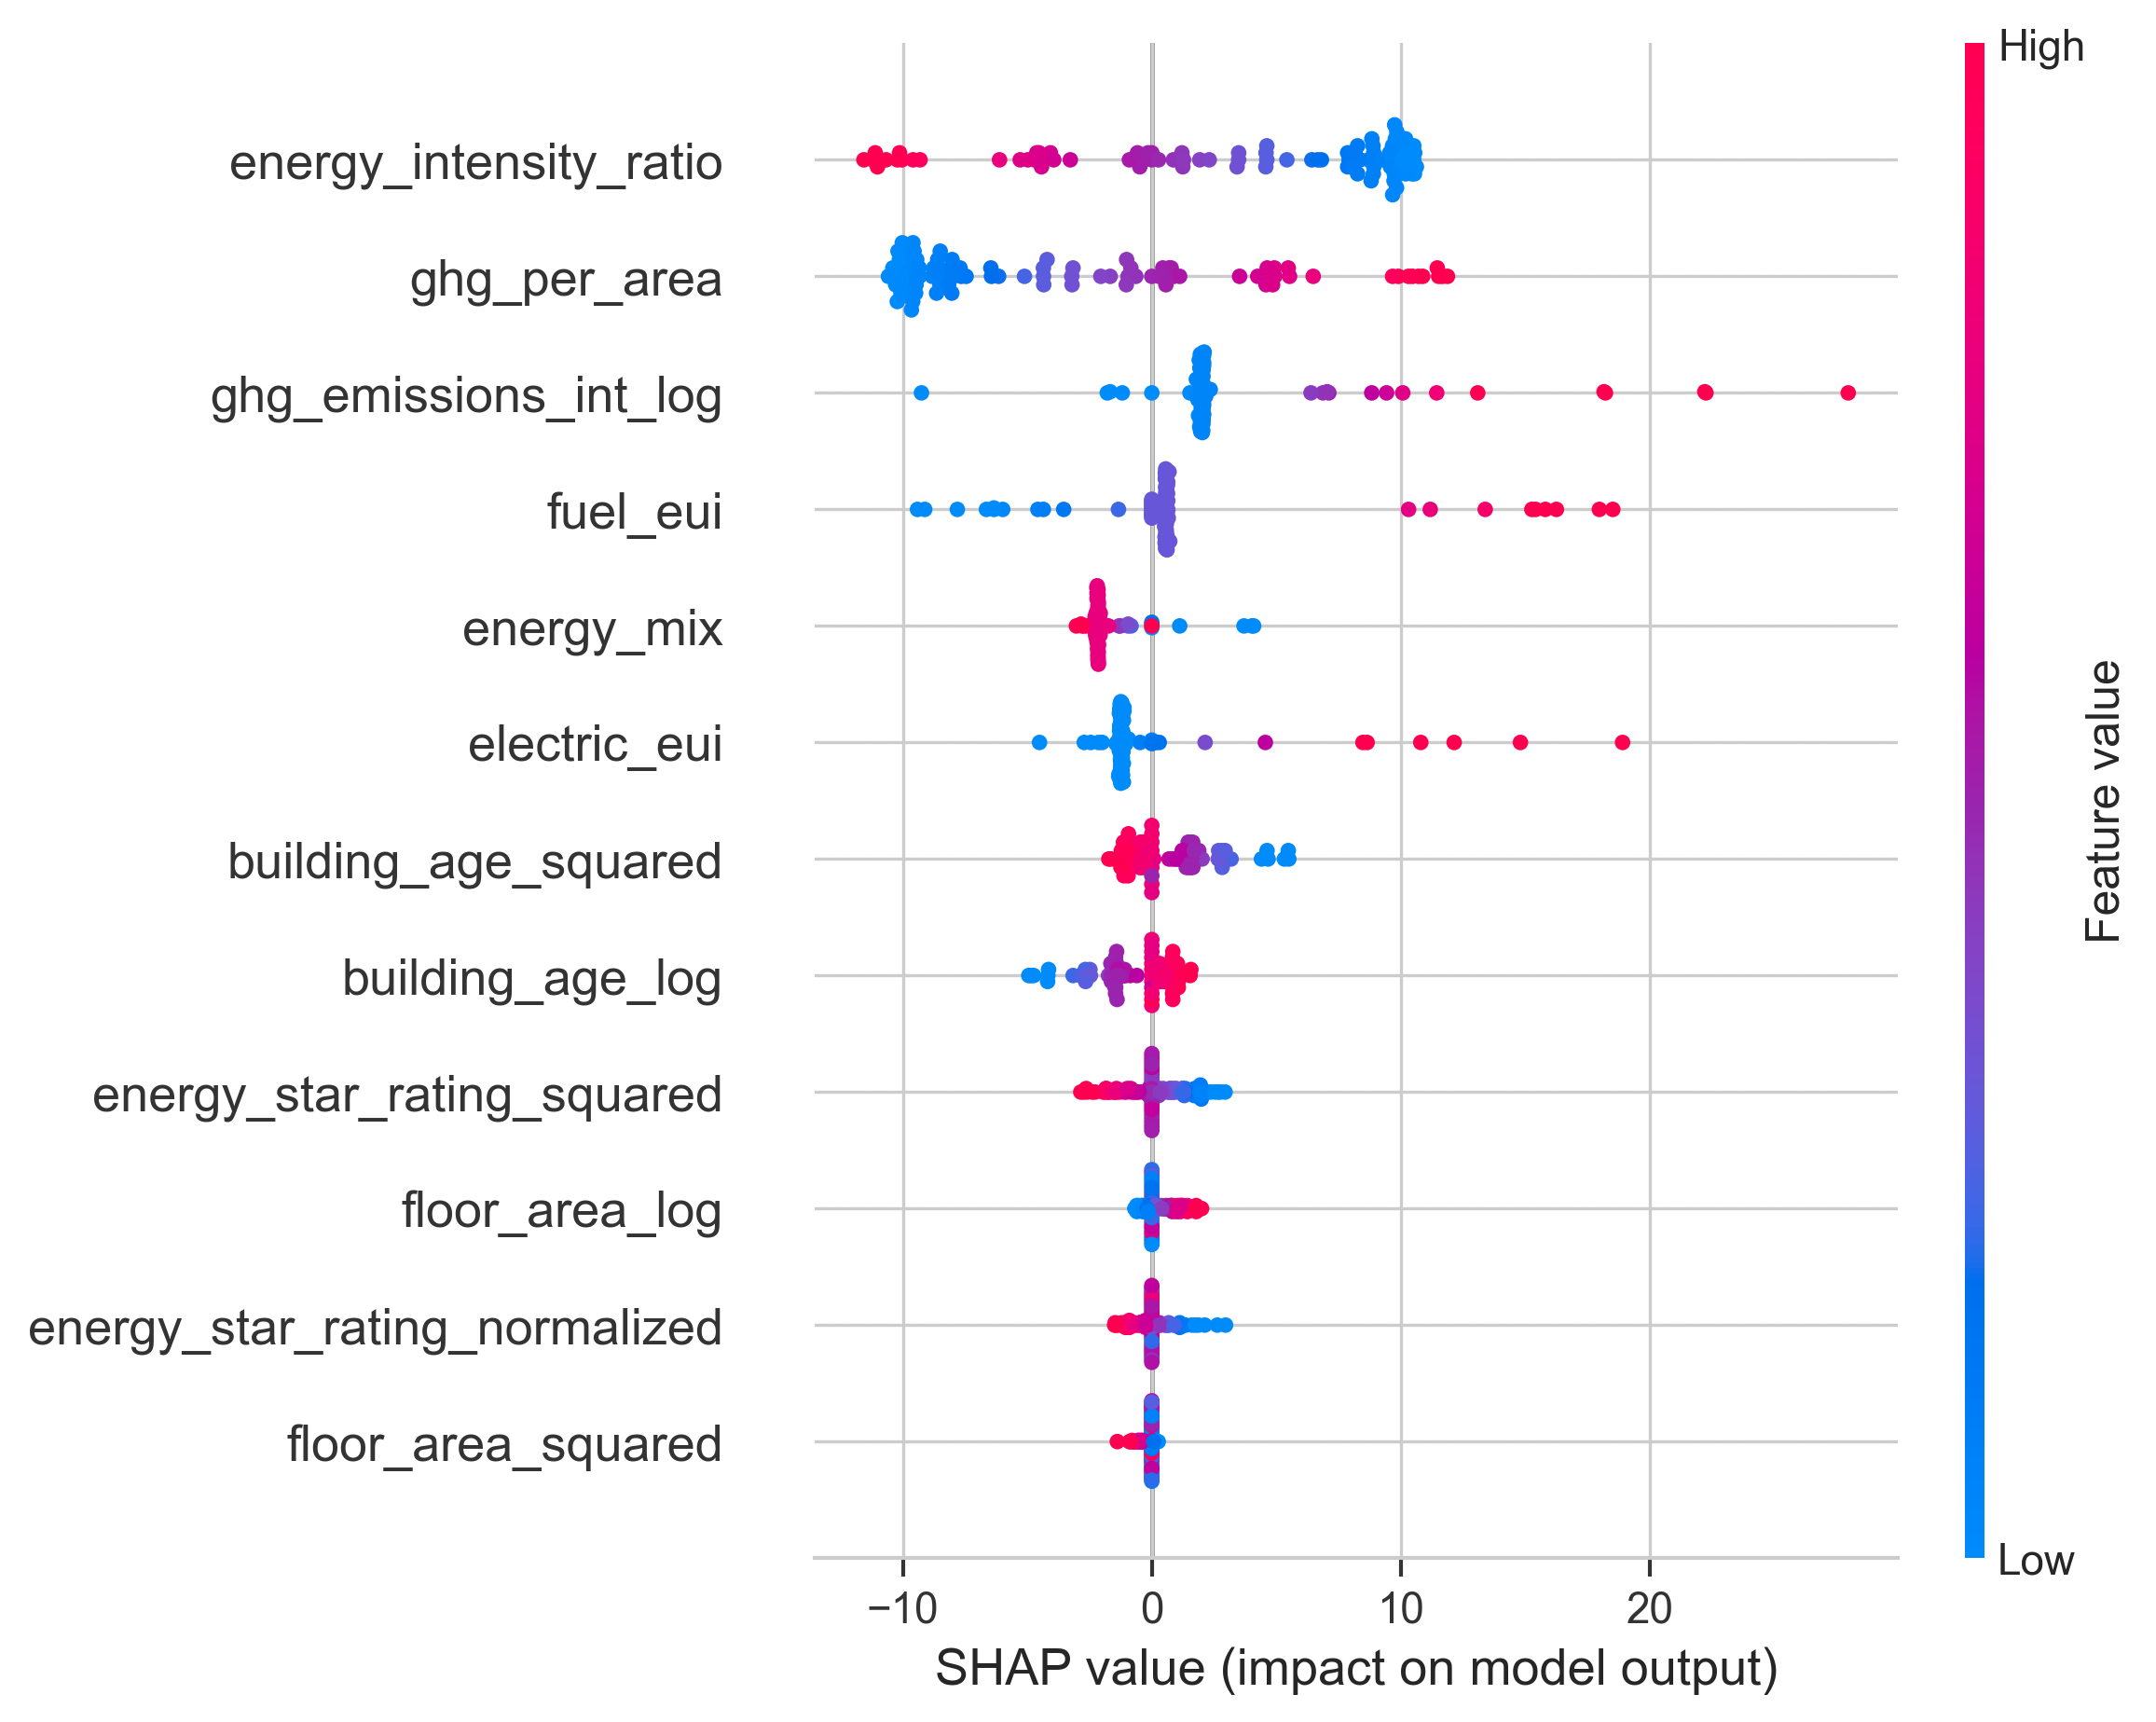 High
energy_intensity_ratio
ghg_per_area
ghg_emissions_int_log
fuel_eui
energy_mix
electric_eui
building_age_squared
building_age_log
energy_star_rating_squared
floor_area_log
energy_star_rating_normalized
floor_area_squared
Feature value
Low
−10
0
10
20
SHAP value (impact on model output)